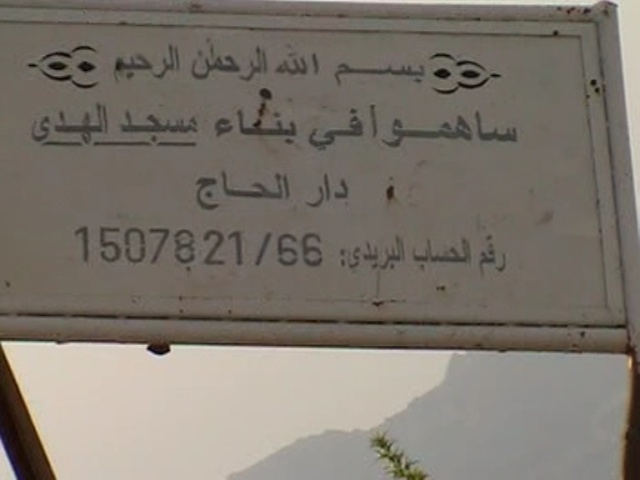 بسم الله الرحمن الرحيم
ساهموا في بناء مسجد الهدى
دار الحاج
رقم الحساب البريدي: 1507821/66